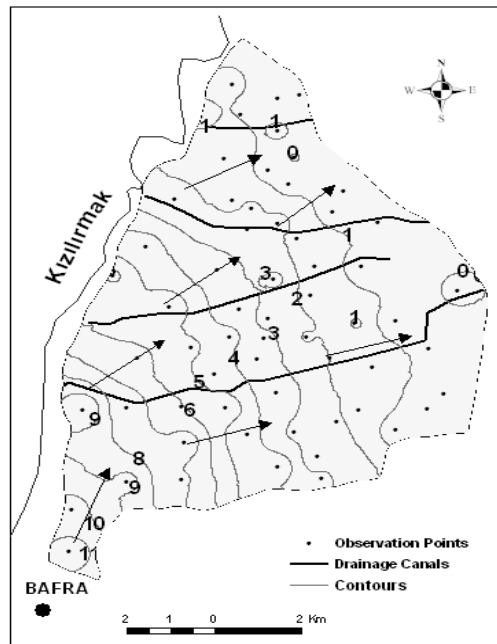 N
W E
S
1
1
0
Kızılırmak
1
0
3
2
1
3
4
5
6
9
8
9
10
11
Observation Points
Drainage Canals
Contours
BAFRA
2 1 0 2 Km